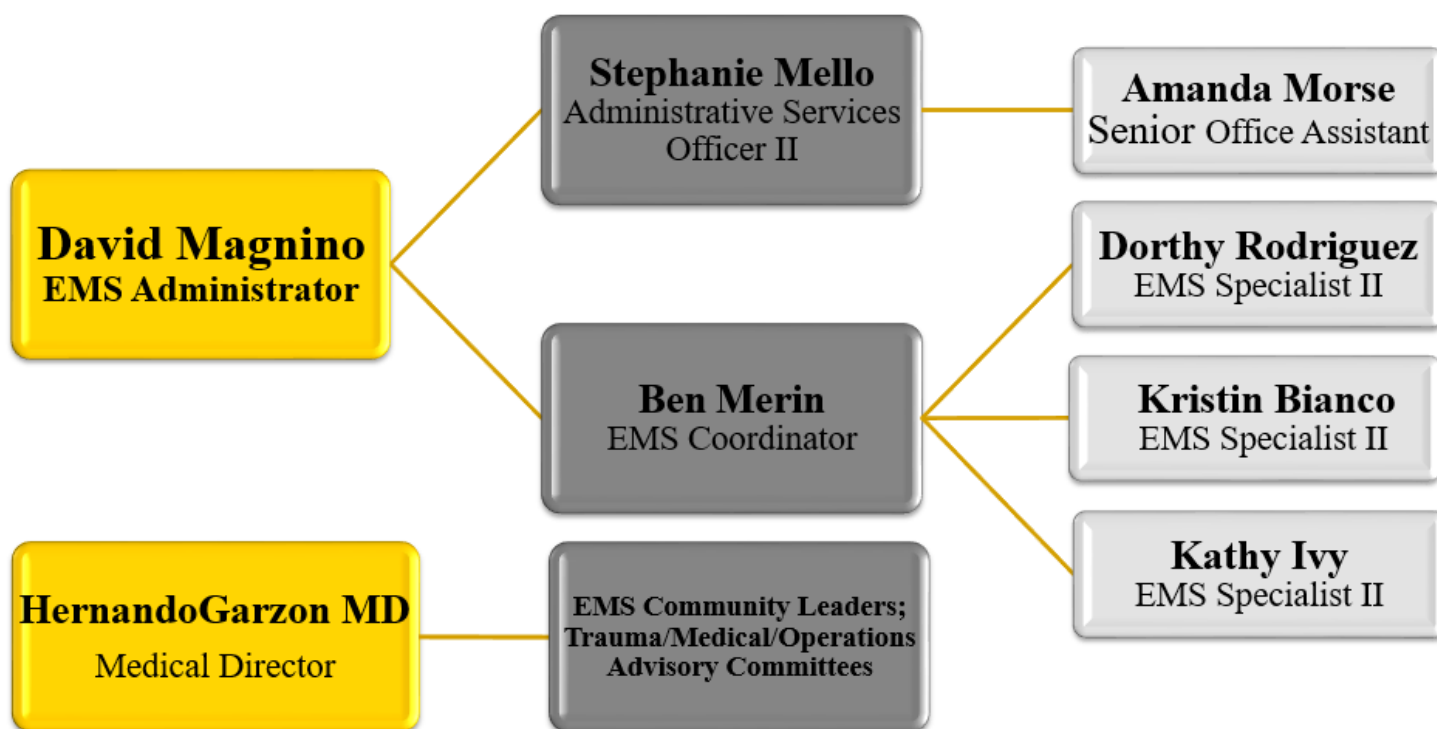 David Magnino
EMS Administrator
Stephanie Mello
Administrative Services
Officer II
Amanda Morse
Senior Office Assistant
Ben Merin
EMS Coordinator
Dorthy Rodriguez
EMS Specialist II
Kristin Bianco
EMS Specialist II
Kathy Ivy
EMS Specialist II
HernandoGarzon MD
Medical Director
EMS Community Leaders;
Trauma/Medical/Operations
Advisory Committees